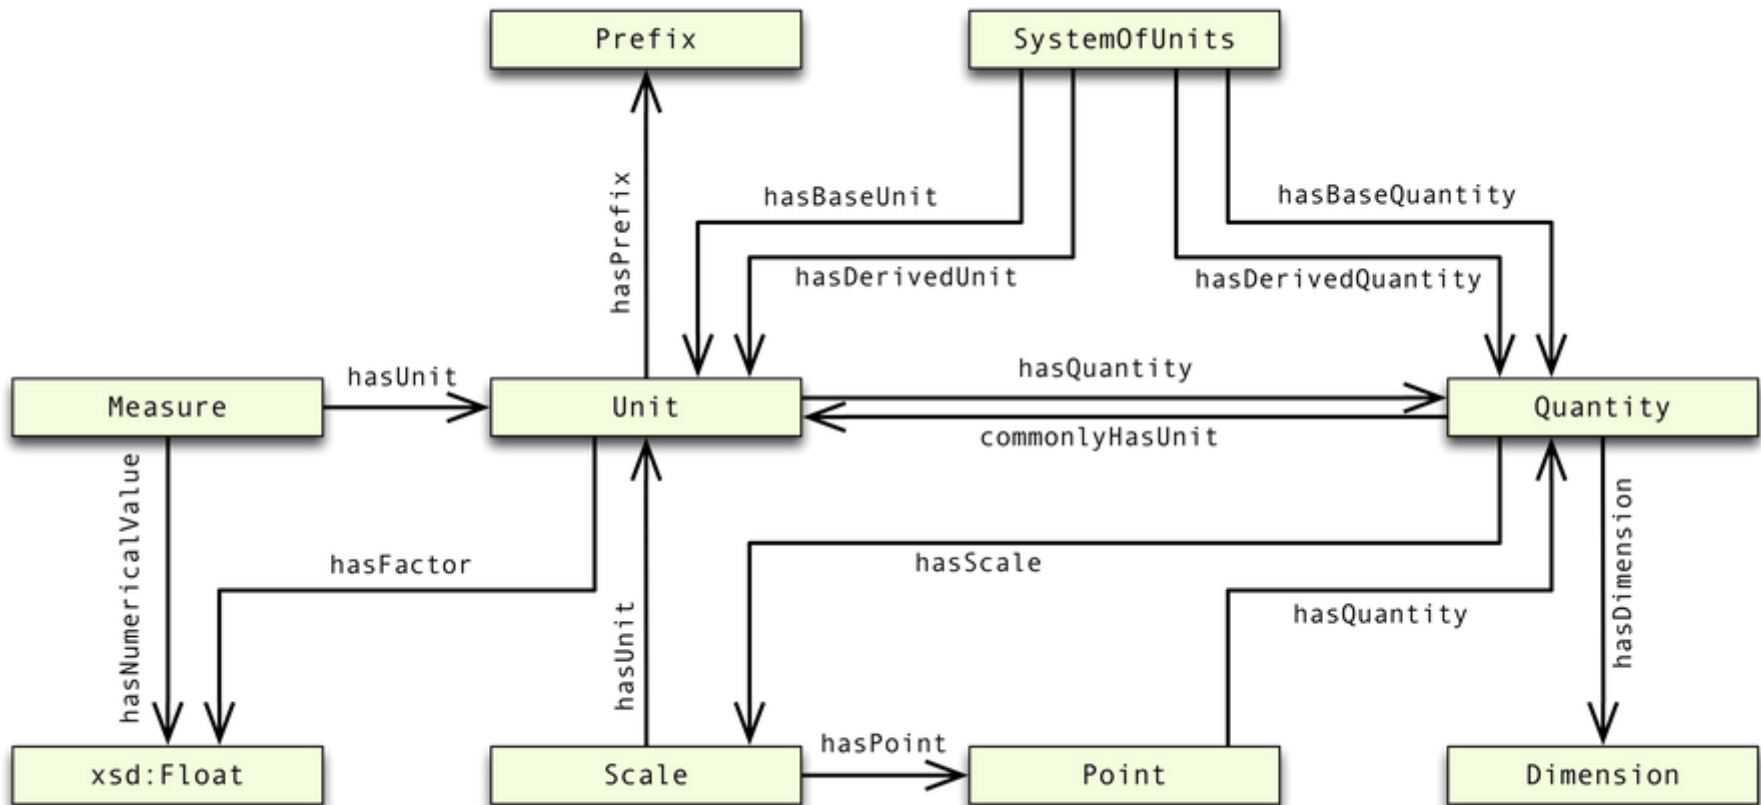 Prefix
SystemOfUnits
hasPrefix
hasBaseUnit
hasBaseQuantity
hasDerivedUnit
hasDerivedQuantity
Measure
hasUnit
Unit
hasQuantity
commonlyHasUnit
Quantity
hasNumericalValue
hasFactor
hasUnit
hasScale
hasQuantity
hasDimension
xsd:Float
Scale
hasPoint
Point
Dimension